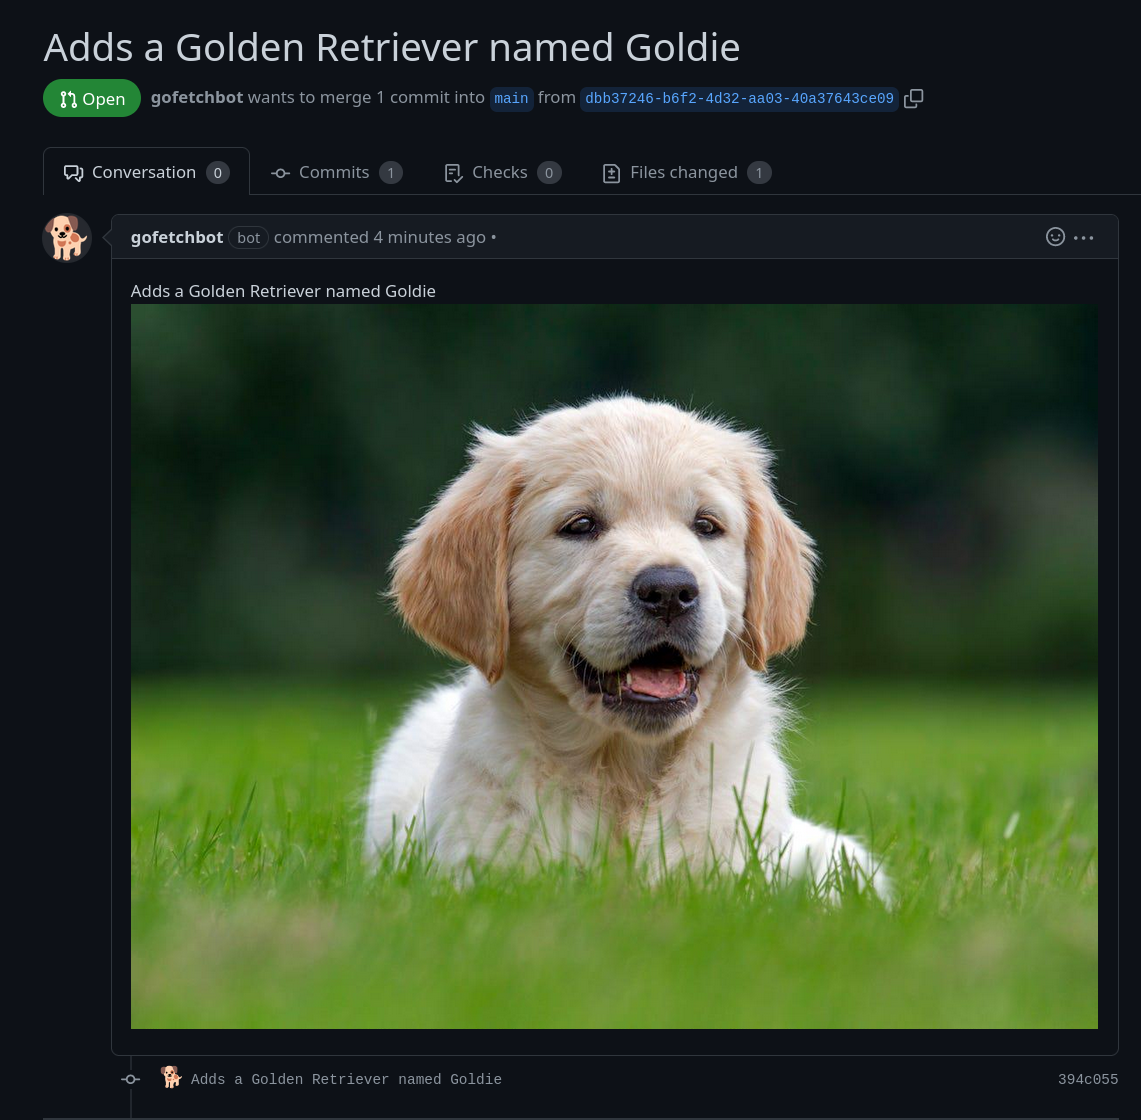 Adds a Golden Retriever named Goldie
Open gofetchbot wants to merge 1 commit into main from dbb37246-b6f2-4d32-aa03-40a37643ce09
Conversation 0 Commits 1 Checks 0 Files changed 1
gofetchbot bot commented 4 minutes ago •
Adds a Golden Retriever named Goldie
Adds a Golden Retriever named Goldie 394c055